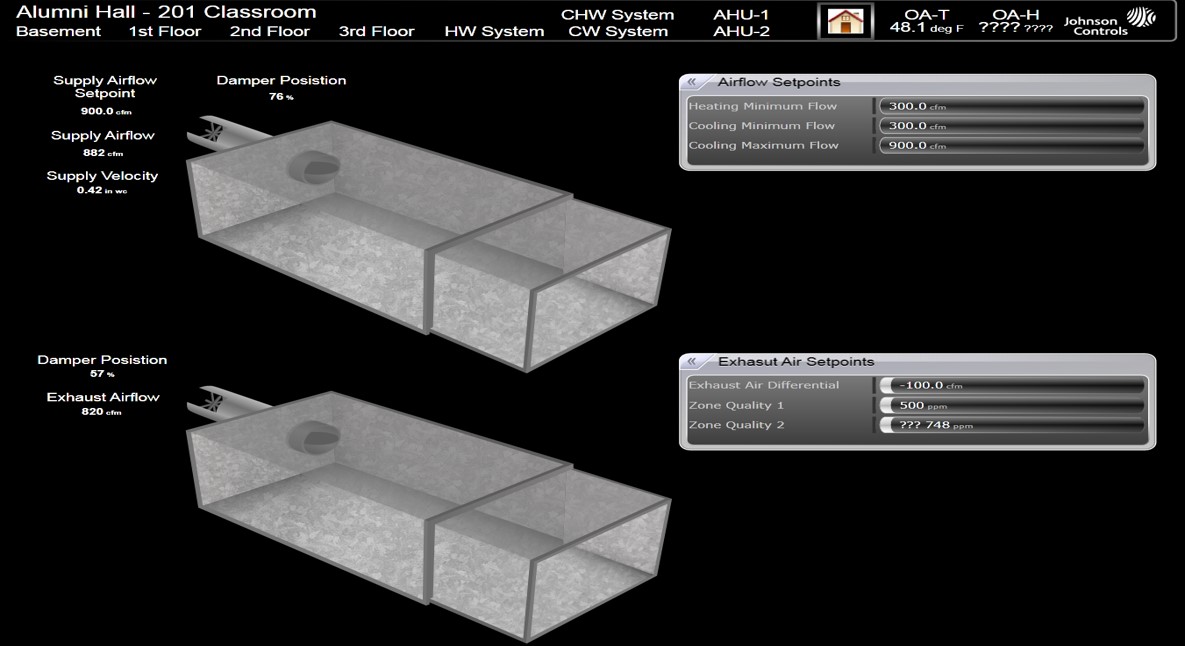 Alumni Hall - 201 Classroom
Basement 1st Floor 2nd Floor 3rd Floor HW System
CHW System
CW System
AHU-1
AHU-2
OA-T
48.1 deg F
OA-H
???? ????
Johnson
Controls
Supply Airflow
Setpoint
900.0 cfm
Supply Airflow
882 cfm
Supply Velocity
0.42 in wc
Damper Posistion
76 %
« Airflow Setpoints
Heating Minimum Flow 300.0 cfm
Cooling Minimum Flow 300.0 cfm
Cooling Maximum Flow 900.0 cfm
Damper Posistion
57 %
Exhaust Airflow
820 cfm
« Exhasut Air Setpoints
Exhaust Air Differential -100.0 cfm
Zone Quality 1 500 ppm
Zone Quality 2 ??? 748 ppm